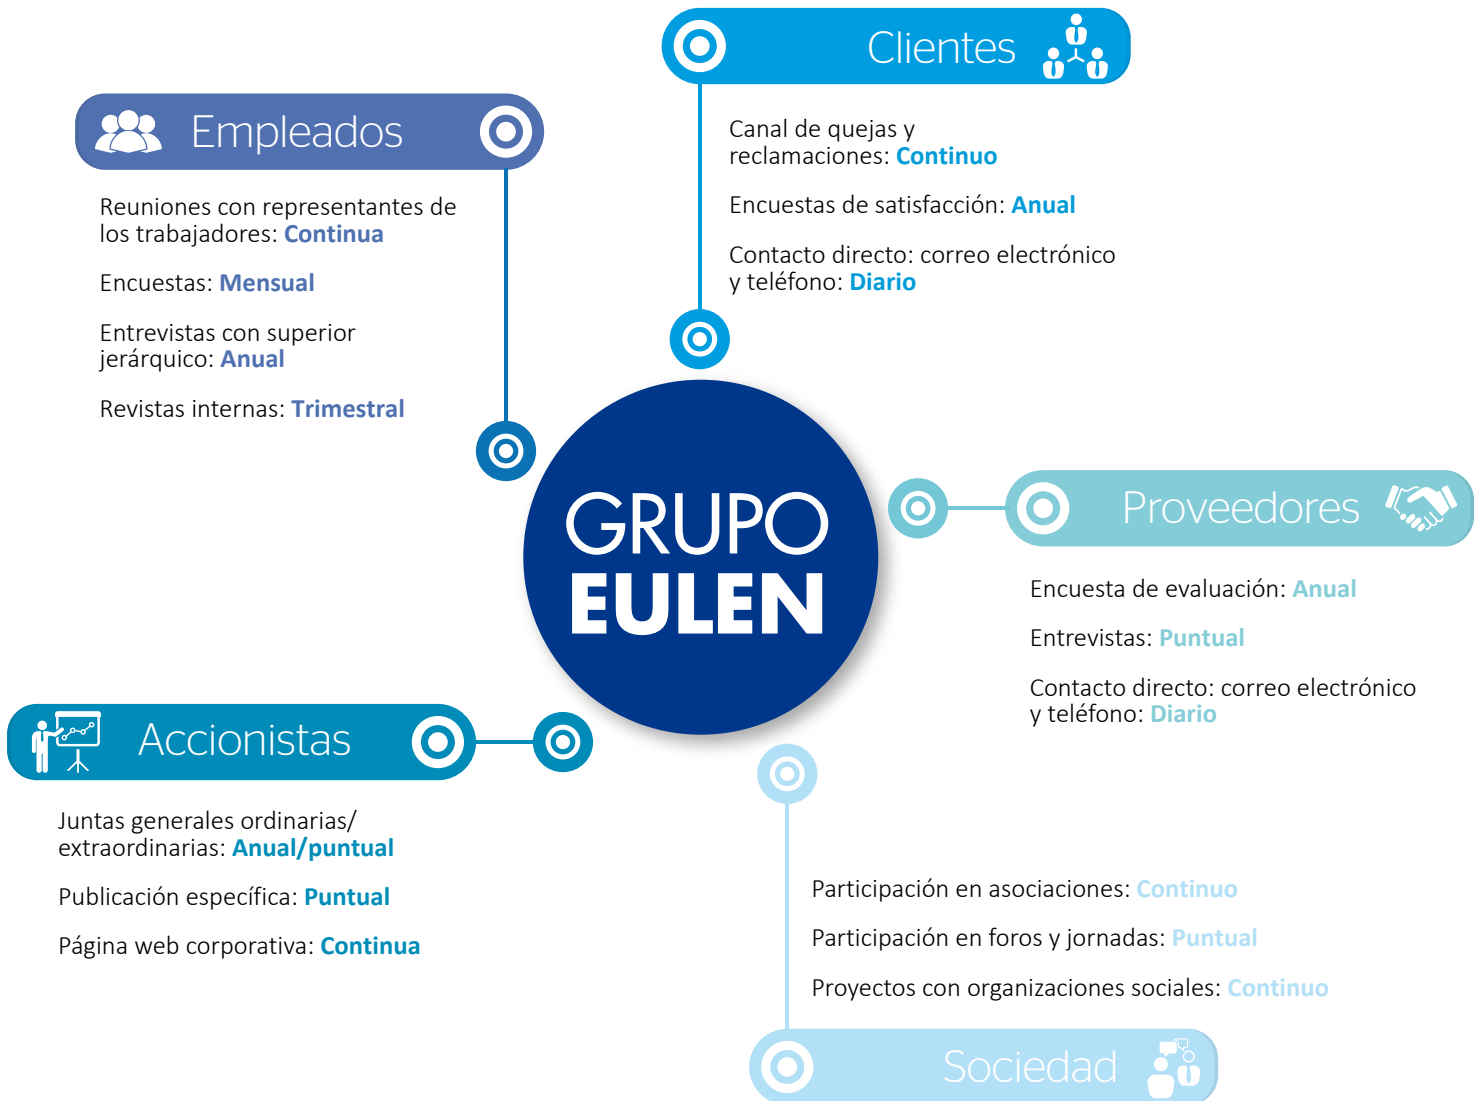 Clientes
Canal de quejas y
reclamaciones: Continuo
Encuestas de satisfacción: Anual
Contacto directo: correo electrónico
y teléfono: Diario
Empleados
Reuniones con representantes de
los trabajadores: Continua
Encuestas: Mensual
Entrevistas con superior
jerárquico: Anual
Revistas internas: Trimestral
GRUPO
EULEN
Proveedores
Encuesta de evaluación: Anual
Entrevistas: Puntual
Contacto directo: correo electrónico
y teléfono: Diario
Accionistas
Juntas generales ordinarias/
extraordinarias: Anual/puntual
Publicación específica: Puntual
Página web corporativa: Continua
Participación en asociaciones: Continuo
Participación en foros y jornadas: Puntual
Proyectos con organizaciones sociales: Continuo
Sociedad